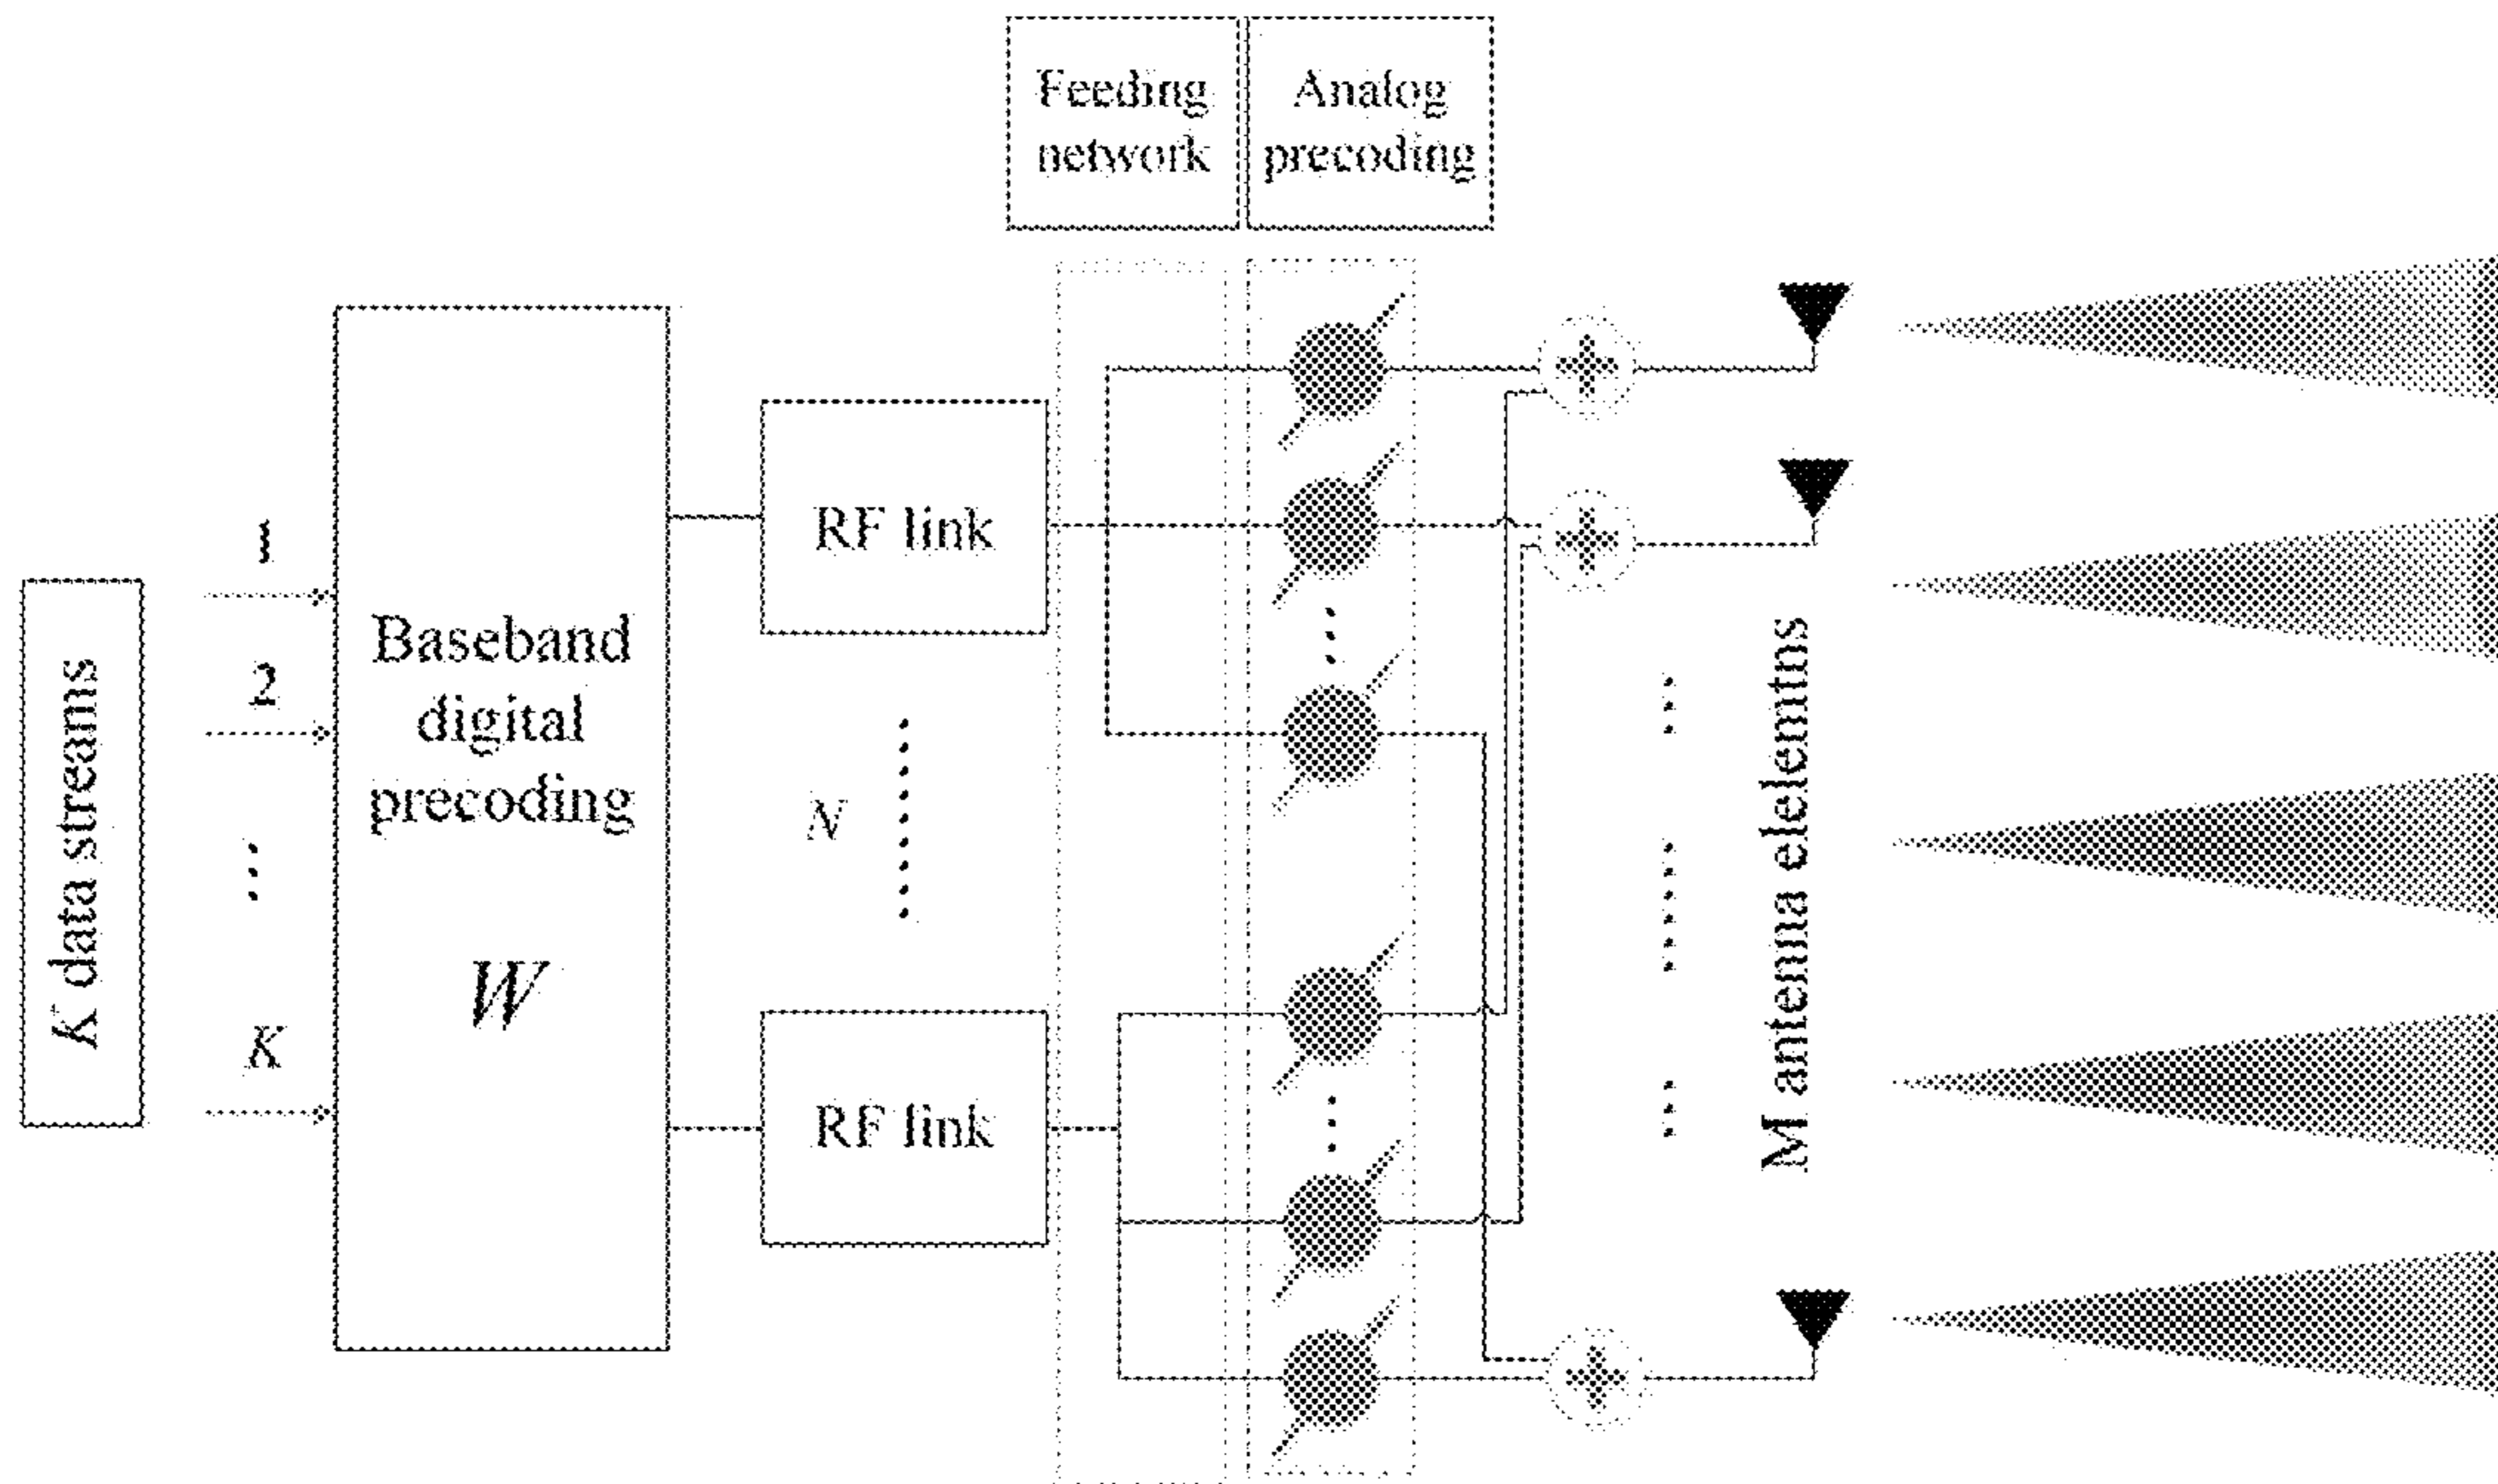 Feeding
network
Analog
precoding
K data streams
1
2
K
Baseband
digital
precoding
W
RF link
N
RF link
M antenna elelemtns